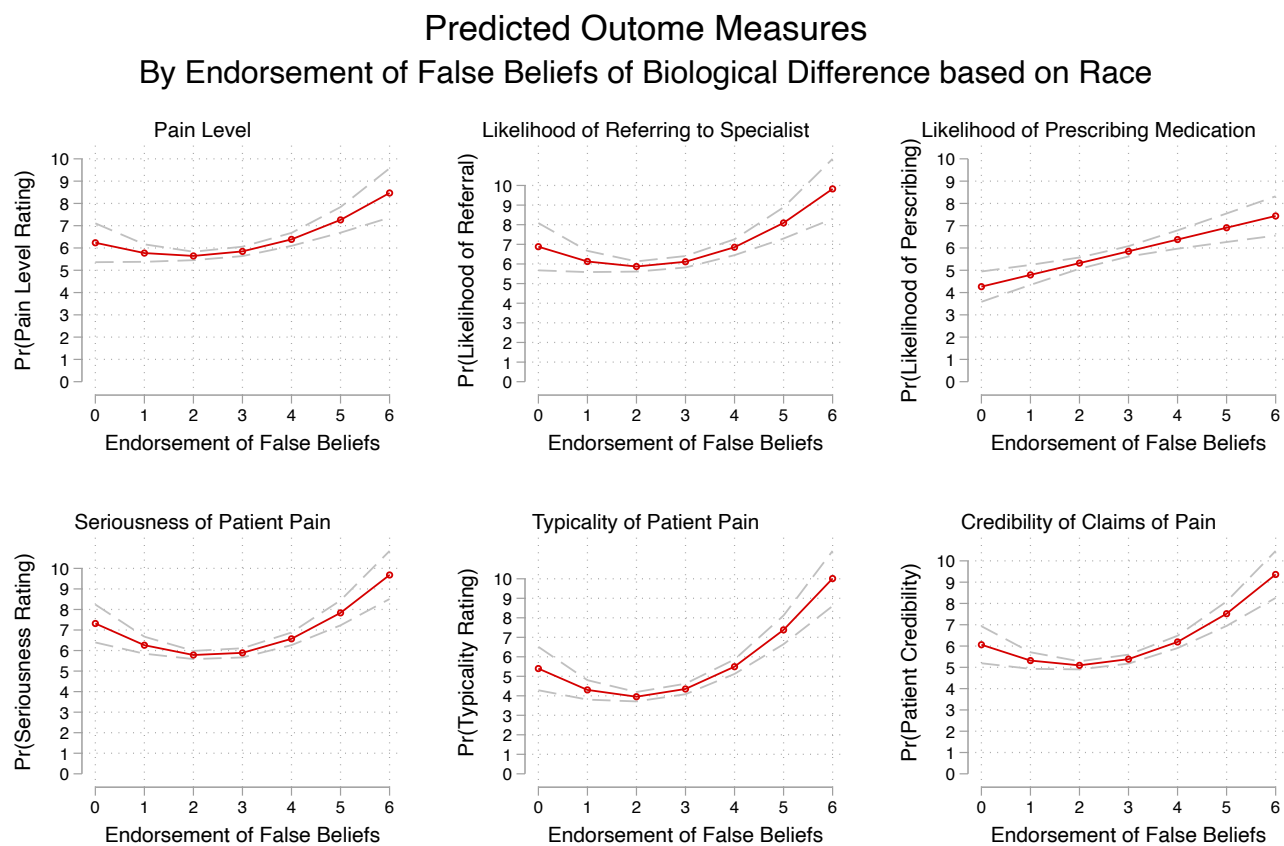 Predicted Outome Measures
By Endorsement of False Beliefs of Biological Difference based on Race
Pain Level
Pr(Pain Level Rating)
10
9
8
7
6
5
4
3
2
1
0
0 1 2 3 4 5 6
Endorsement of False Beliefs
Likelihood of Referring to Specialist
Pr(Likelihood of Referral)
10
9
8
7
6
5
4
3
2
1
0
0 1 2 3 4 5 6
Endorsement of False Beliefs
Likelihood of Prescribing Medication
Pr(Likelihood of Perscribing)
10
9
8
7
6
5
4
3
2
1
0
0 1 2 3 4 5 6
Endorsement of False Beliefs
Seriousness of Patient Pain
Pr(Seriousness Rating)
10
9
8
7
6
5
4
3
2
1
0
0 1 2 3 4 5 6
Endorsement of False Beliefs
Typicality of Patient Pain
Pr(Typicality Rating)
10
9
8
7
6
5
4
3
2
1
0
0 1 2 3 4 5 6
Endorsement of False Beliefs
Credibility of Claims of Pain
Pr(Patient Credibility)
10
9
8
7
6
5
4
3
2
1
0
0 1 2 3 4 5 6
Endorsement of False Beliefs